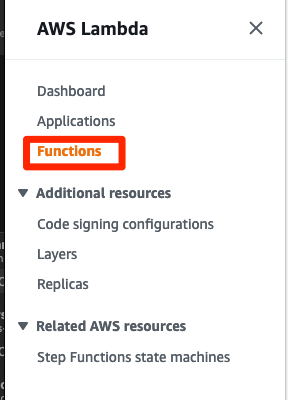 AWS Lambda
Dashboard
Applications
Functions
Additional resources
Code signing configurations
Layers
Replicas
Related AWS resources
Step Functions state machines